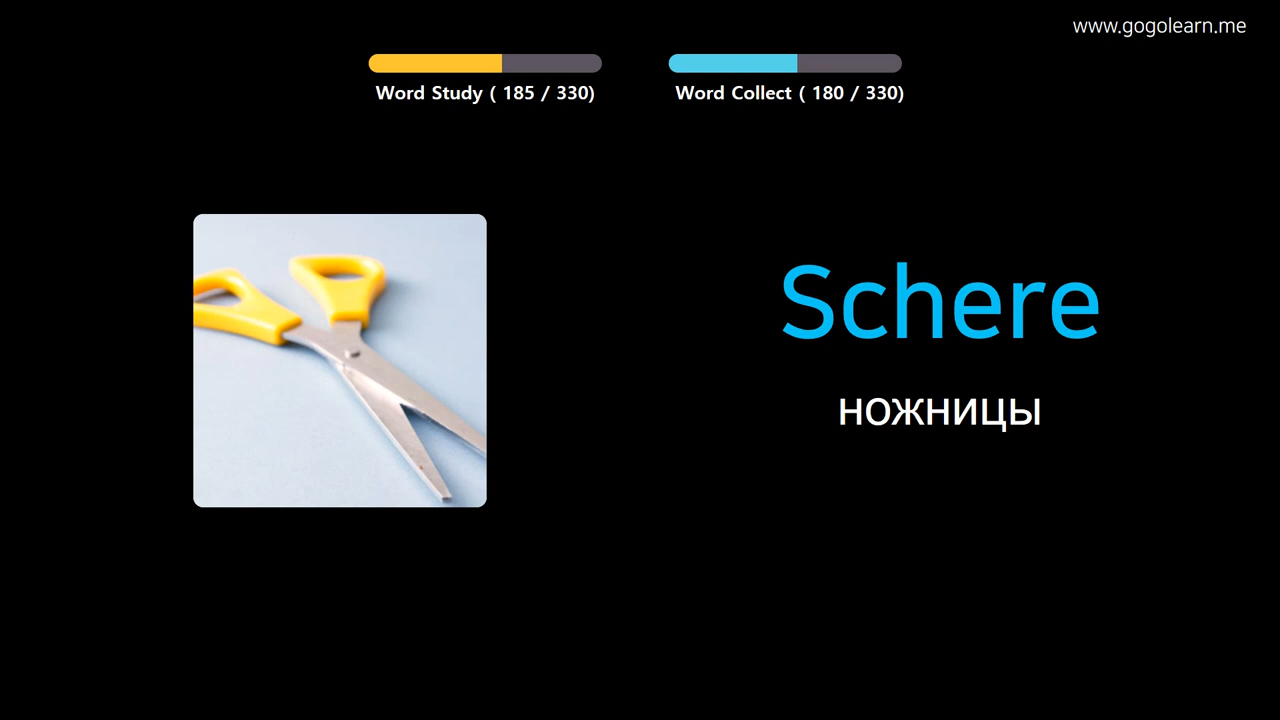 www.gogolearn.me
Word Study ( 185 / 330)
Word Collect ( 180 / 330)
Schere
ножницы